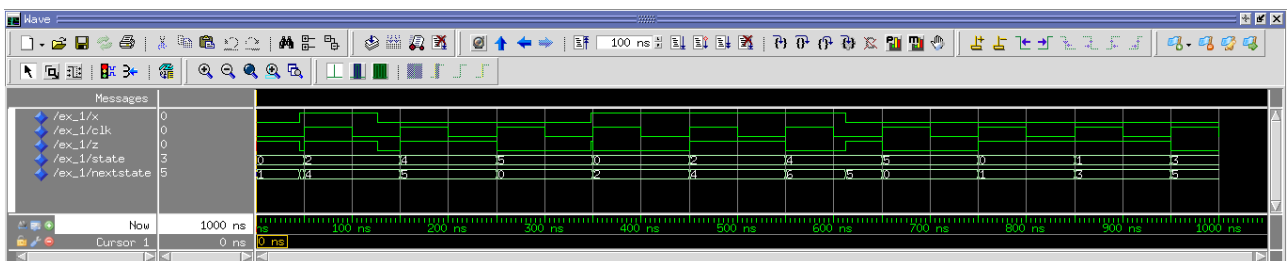 Wave
100 ns
Messages
/ex_1/x 0
/ex_1/clk 0
/ex_1/z 0
/ex_1/state 3 0 2 4 5 0 2 4 5 0 1 3
/ex_1/nextstate 5 1 0 4 5 0 2 4 6 5 0 1 3 5
Now 1000 ns ns 100 ns 200 ns 300 ns 400 ns 500 ns 600 ns 700 ns 800 ns 900 ns 1000 ns
Cursor 1 0 ns 0 ns